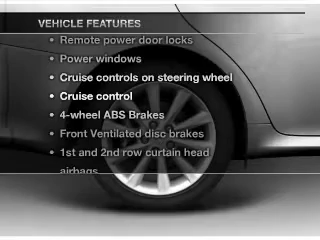 VEHICLE FEATURES
• Remote power door locks
• Power windows
• Cruise controls on steering wheel
• Cruise control
• 4-wheel ABS Brakes
• Front Ventilated disc brakes
• 1st and 2nd row curtain head
airbags